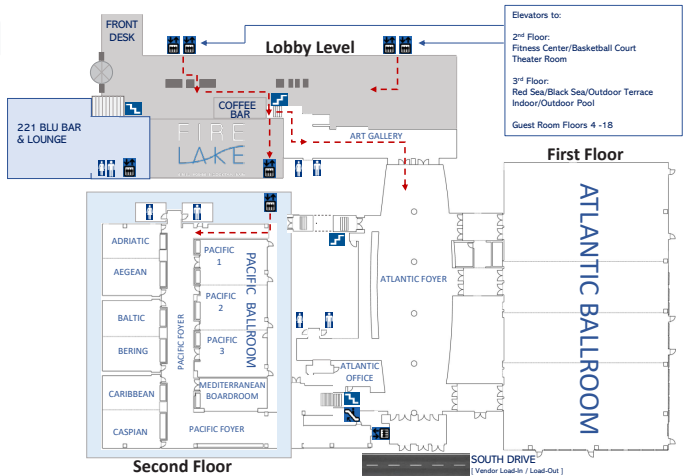 FRONT
DESK
Lobby Level
Elevators to:
2nd Floor:
Fitness Center/Basketball Court
Theater Room
3rd Floor:
Red Sea/Black Sea/Outdoor Terrace
Indoor/Outdoor Pool
Guest Room Floors 4 -18
221 BLU BAR
& LOUNGE
COFFEE
BAR
FIRE
LAKE
ART GALLERY
First Floor
ATLANTIC BALLROOM
ATLANTIC FOYER
ATLANTIC
OFFICE
ADRIATIC
AEGEAN
BALTIC
BERING
CARIBBEAN
CASPIAN
PACIFIC FOYER
PACIFIC
1
PACIFIC
2
PACIFIC
3
PACIFIC BALLROOM
MEDITERRANEAN
BOARDROOM
PACIFIC FOYER
Second Floor
SOUTH DRIVE
[ Vendor Load-In / Load-Out ]